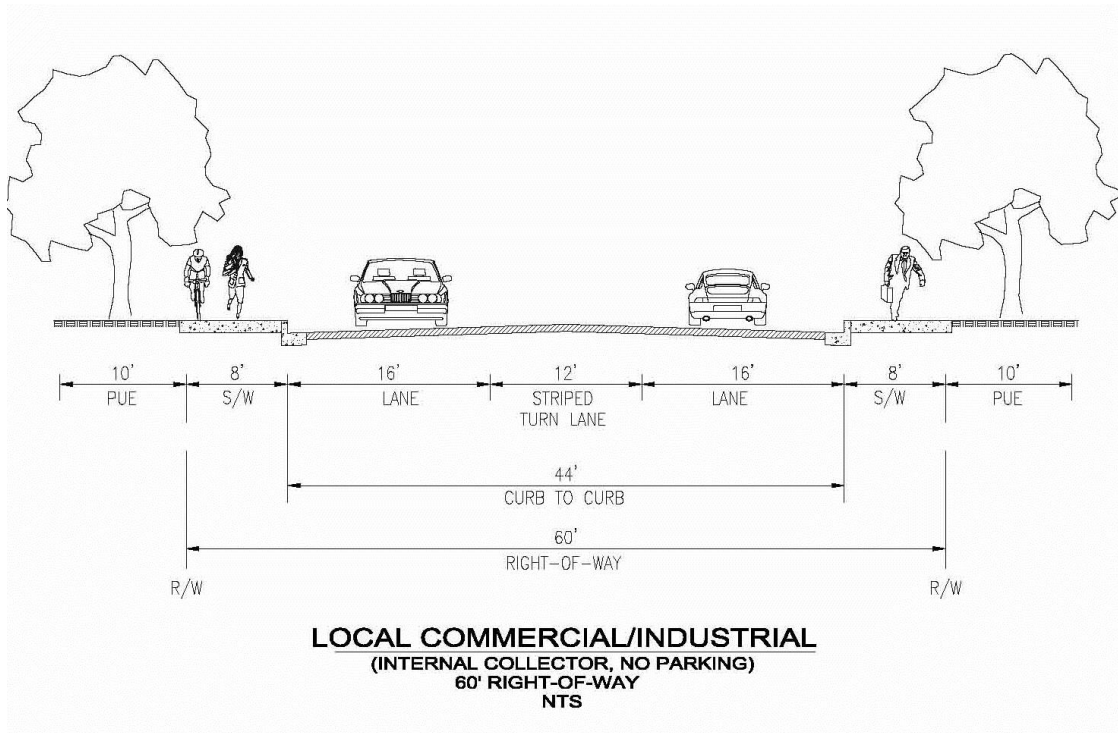 10' 8' 16' 12' 16' 8' 10'
PUE S/W LANE STRIPED LANE S/W PUE
TURN LANE
44'
CURB TO CURB
60'
RIGHT-OF-WAY
R/W R/W
LOCAL COMMERCIAL/INDUSTRIAL
(INTERNAL COLLECTOR, NO PARKING)
60' RIGHT-OF-WAY
NTS